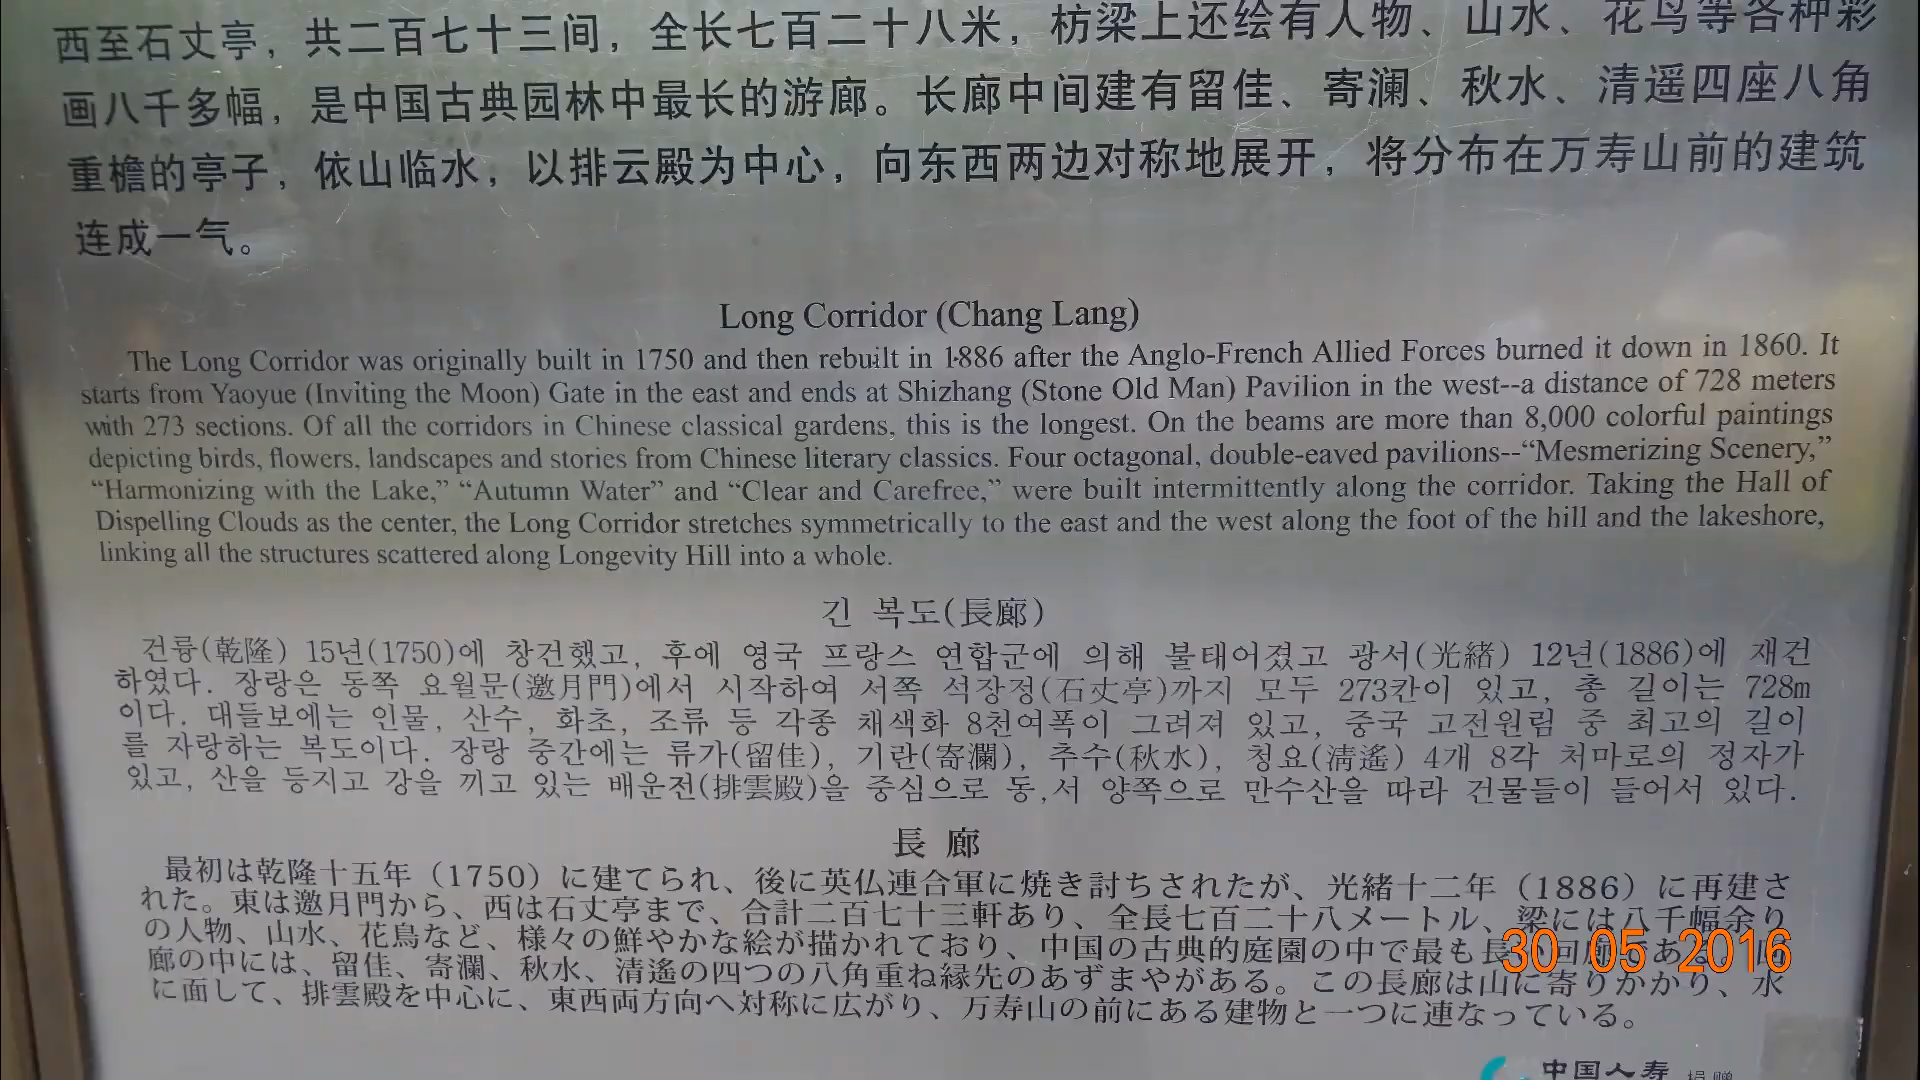 西至石丈亭，共二百七十三间，全长七百二十八米，枋梁上还绘有人物、山水、花鸟等各种彩
画八千多幅，是中国古典园林中最长的游廊。长廊中间建有留佳、寄澜、秋水、清遥四座八角
重檐的亭子，依山临水，以排云殿为中心，向东西两边对称地展开，将分布在万寿山前的建筑
连成一气。
Long Corridor (Chang Lang)
The Long Corridor was originally built in 1750 and then rebuilt in 1886 after the Anglo-French Allied Forces burned it down in 1860. It
starts from Yaoyue (Inviting the Moon) Gate in the east and ends at Shizhang (Stone Old Man) Pavilion in the west--a distance of 728 meters
with 273 sections. Of all the corridors in Chinese classical gardens, this is the longest. On the beams are more than 8,000 colorful paintings
depicting birds, flowers, landscapes and stories from Chinese literary classics. Four octagonal, double-eaved pavilions--“Mesmerizing Scenery,”
“Harmonizing with the Lake,” “Autumn Water” and “Clear and Carefree,” were built intermittently along the corridor. Taking the Hall of
Dispelling Clouds as the center, the Long Corridor stretches symmetrically to the east and the west along the foot of the hill and the lakeshore,
linking all the structures scattered along Longevity Hill into a whole.
긴 복도(長廊)
건륭(乾隆) 15년(1750)에 창건했고, 후에 영국 프랑스 연합군에 의해 불태어졌고 광서(光緒) 12년(1886)에 재건
하였다. 장랑은 동쪽 요월문(邀月門)에서 시작하여 서쪽 석장정(石丈亭)까지 모두 273칸이 있고, 총 길이는 728m
이다. 대들보에는 인물, 산수, 화초, 조류 등 각종 채색화 8천여폭이 그려져 있고, 중국 고전원림 중 최고의 길이
를 자랑하는 복도이다. 장랑 중간에는 류가(留佳), 기란(寄瀾), 추수(秋水), 청요(淸遙) 4개 8각 처마로의 정자가
있고, 산을 등지고 강을 끼고 있는 배운전(排雲殿)을 중심으로 동,서 양쪽으로 만수산을 따라 건물들이 들어서 있다.
長 廊
最初は乾隆十五年（1750）に建てられ、後に英仏連合軍に焼き討ちされたが、光緒十二年（1886）に再建さ
れた。東は邀月門から、西は石丈亭まで、合計二百七十三軒あり、全長七百二十八メートル、梁には八千幅余り
の人物、山水、花鳥など、様々の鮮やかな絵が描かれており、中国の古典的庭園の中で最も長 回廊である
廊の中には、留佳、寄瀾、秋水、清遙の四つの八角重ね縁先のあずまやがある。この長廊は山に寄りかかり、水
に面して、排雲殿を中心に、東西両方向へ対称に広がり、万寿山の前にある建物と一つに連なっている。
30 05 2016
中国人寿 捐赠